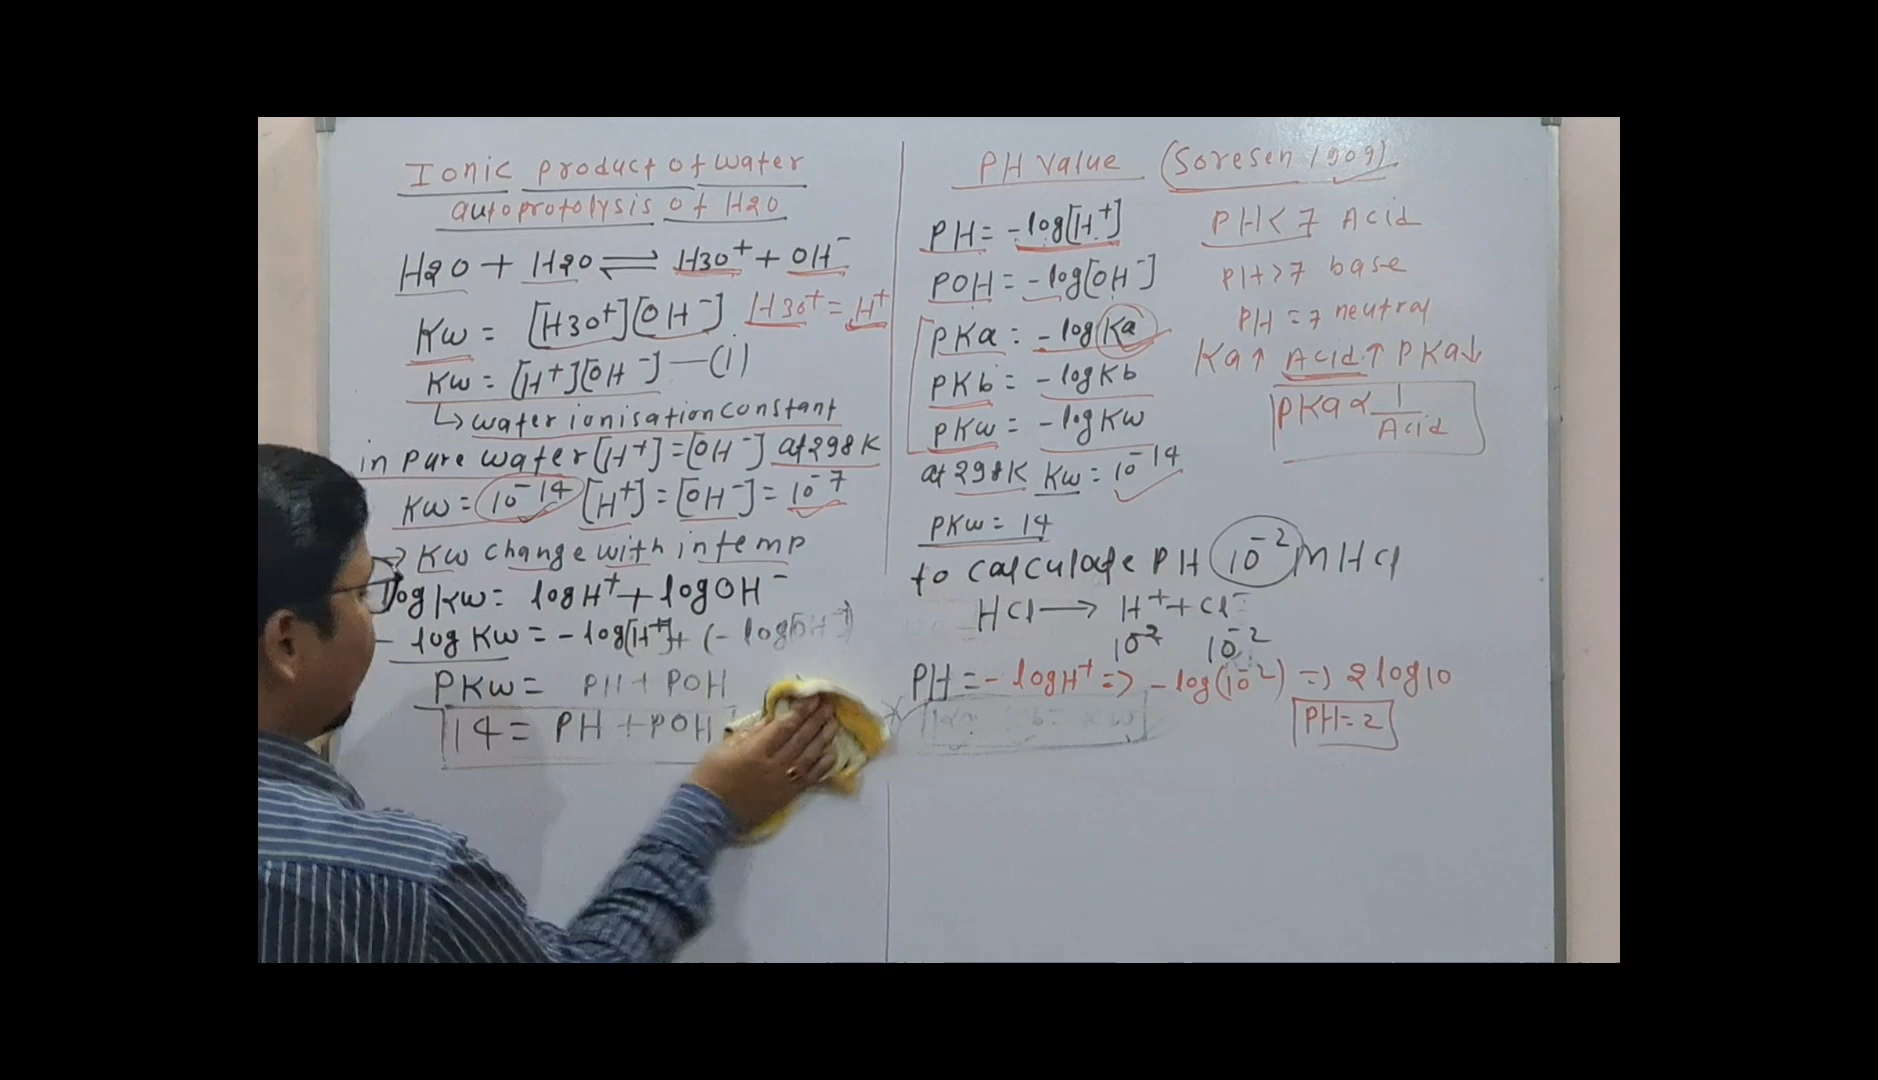 Ionic product of water
autoprotolysis of H2O
H2O + H2O ⇌ H3O+ + OH-
Kw = [H3O+][OH-] H3O+ = H+
Kw = [H+][OH-] —(i)
↳ water ionisation constant
in pure water [H+] = [OH-] at 298 K
Kw = 10^-14 [H+] = [OH-] = 10^-7
→ Kw change with in temp
log Kw = log H+ + log OH-
- log Kw = - log[H+] + (- log[OH-])
PKw = PH + POH
14 = PH + POH
PH value (Soresen 1909)
PH = -log[H+]
POH = -log[OH-]
PKa = -log Ka
PKb = -log Kb
PKw = -log Kw
at 298K Kw = 10^-14
PKw = 14
PH < 7 Acid
PH > 7 base
PH = 7 neutral
Ka↑ Acid↑ PKa↓
PKa ∝ 1/Acid
to calculate PH 10^-2 M HCl
HCl → H+ + Cl-
10^-2 10^-2
PH = - log H+ => - log(10^-2) => 2 log 10
PH = 2